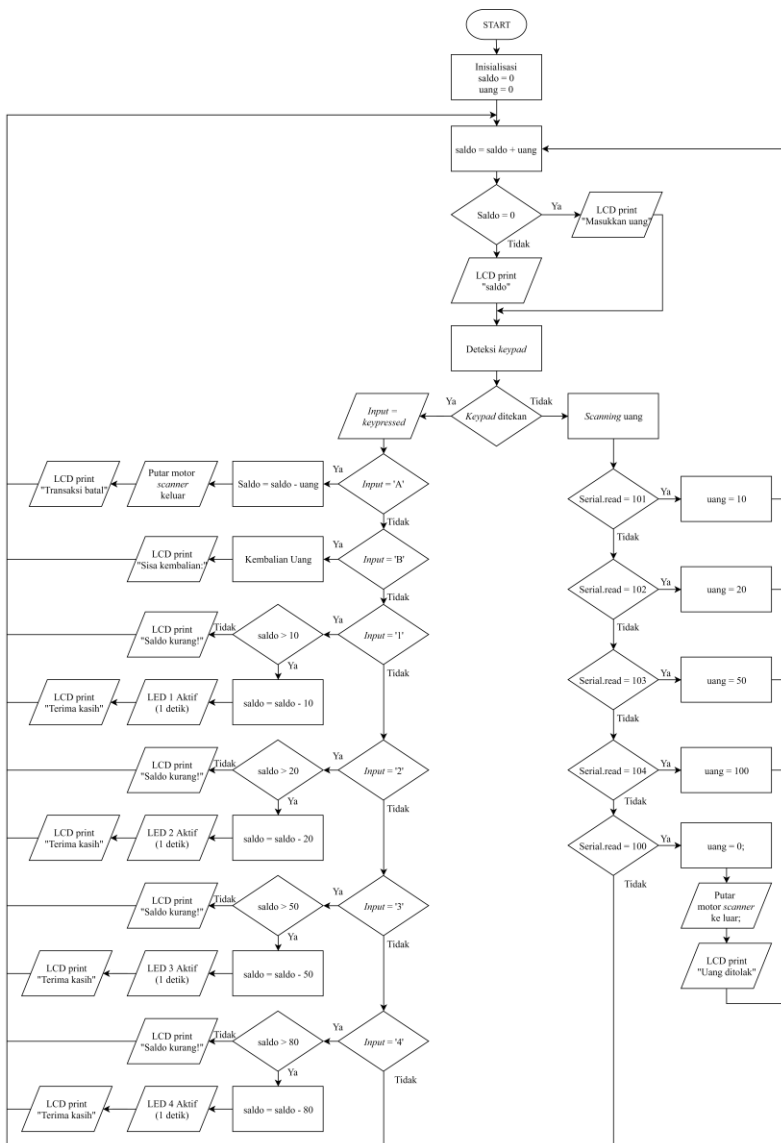 START
Inisialisasi
saldo = 0
uang = 0
saldo = saldo + uang
Saldo = 0
Ya
LCD print
"Masukkan uang"
Tidak
LCD print
"saldo"
Deteksi keypad
Keypad ditekan
Ya
Tidak
Input =
keypressed
Scanning uang
Input = 'A'
Ya
Saldo = saldo - uang
Putar motor
scanner
keluar
LCD print
"Transaksi batal"
Tidak
Input = 'B'
Ya
Kembalian Uang
LCD print
"Sisa kembalian:"
Tidak
Input = '1'
Ya
saldo > 10
Tidak
LCD print
"Saldo kurang!"
Ya
saldo = saldo - 10
LED 1 Aktif
(1 detik)
LCD print
"Terima kasih"
Tidak
Input = '2'
Ya
saldo > 20
Tidak
LCD print
"Saldo kurang!"
Ya
saldo = saldo - 20
LED 2 Aktif
(1 detik)
LCD print
"Terima kasih"
Tidak
Input = '3'
Ya
saldo > 50
Tidak
LCD print
"Saldo kurang!"
Ya
saldo = saldo - 50
LED 3 Aktif
(1 detik)
LCD print
"Terima kasih"
Tidak
Input = '4'
Ya
saldo > 80
Tidak
LCD print
"Saldo kurang!"
Ya
saldo = saldo - 80
LED 4 Aktif
(1 detik)
LCD print
"Terima kasih"
Tidak
Serial.read = 101
Ya
uang = 10
Tidak
Serial.read = 102
Ya
uang = 20
Tidak
Serial.read = 103
Ya
uang = 50
Tidak
Serial.read = 104
Ya
uang = 100
Tidak
Serial.read = 100
Ya
uang = 0;
Tidak
Putar
motor scanner
ke luar;
LCD print
"Uang ditolak"